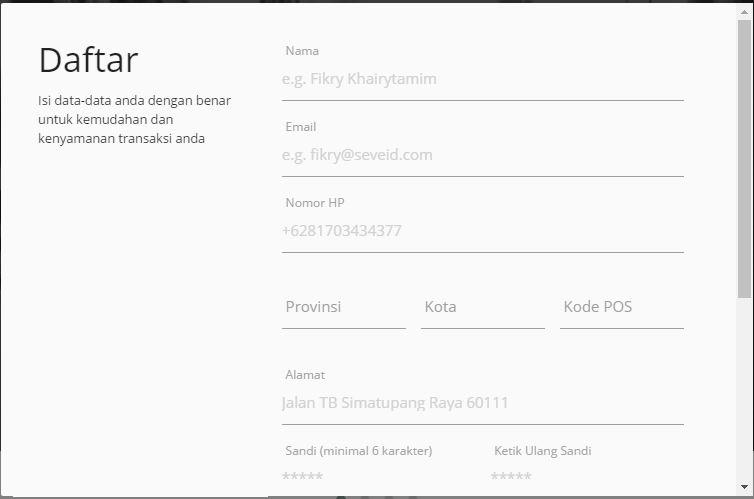 Daftar
Isi data-data anda dengan benar
untuk kemudahan dan
kenyamanan transaksi anda
Nama
e.g. Fikry Khairytamim
Email
e.g. fikry@seveid.com
Nomor HP
+6281703434377
Provinsi Kota Kode POS
Alamat
Jalan TB Simatupang Raya 60111
Sandi (minimal 6 karakter) Ketik Ulang Sandi
***** *****